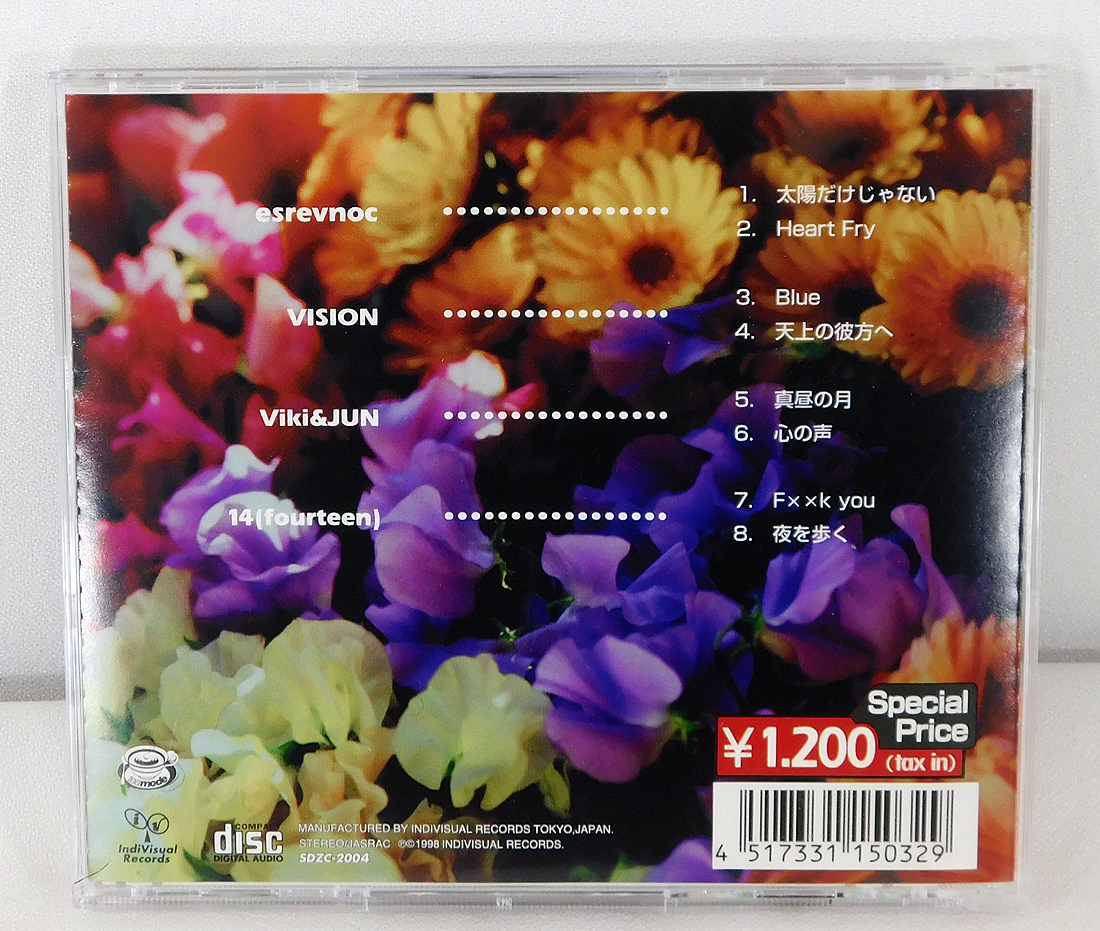 esrevnoc
1. 太陽だけじゃない
2. Heart Fry
VISION
3. Blue
4. 天上の彼方へ
Viki&JUN
5. 真昼の月
6. 心の声
14(fourteen)
7. F××k you
8. 夜を歩く
Special
Price
¥1.200 (tax in)
teamode
IndiVisual
Records
COMPACT
disc
DIGITAL AUDIO
MANUFACTURED BY INDIVISUAL RECORDS TOKYO,JAPAN.
STEREO/JASRAC ℗©1998 INDIVISUAL RECORDS.
SDZC-2004
4 517331 150329